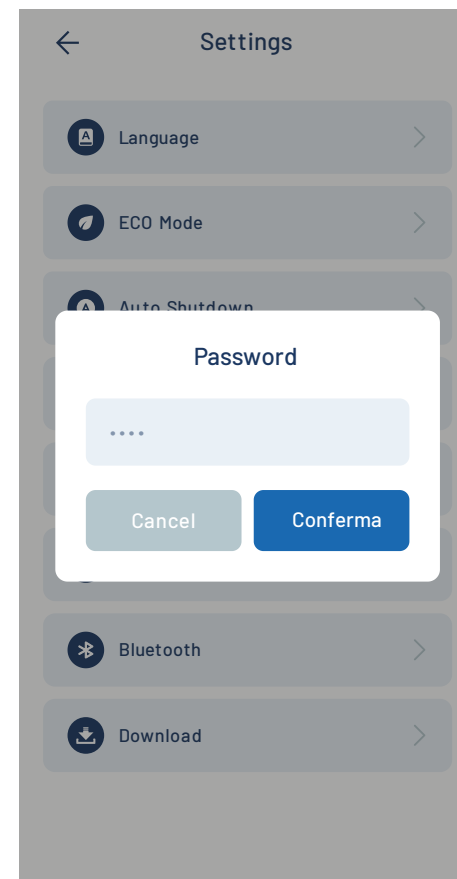 Settings
Language
ECO Mode
Auto Shutdown
Password
••••
Cancel
Conferma
Bluetooth
Download